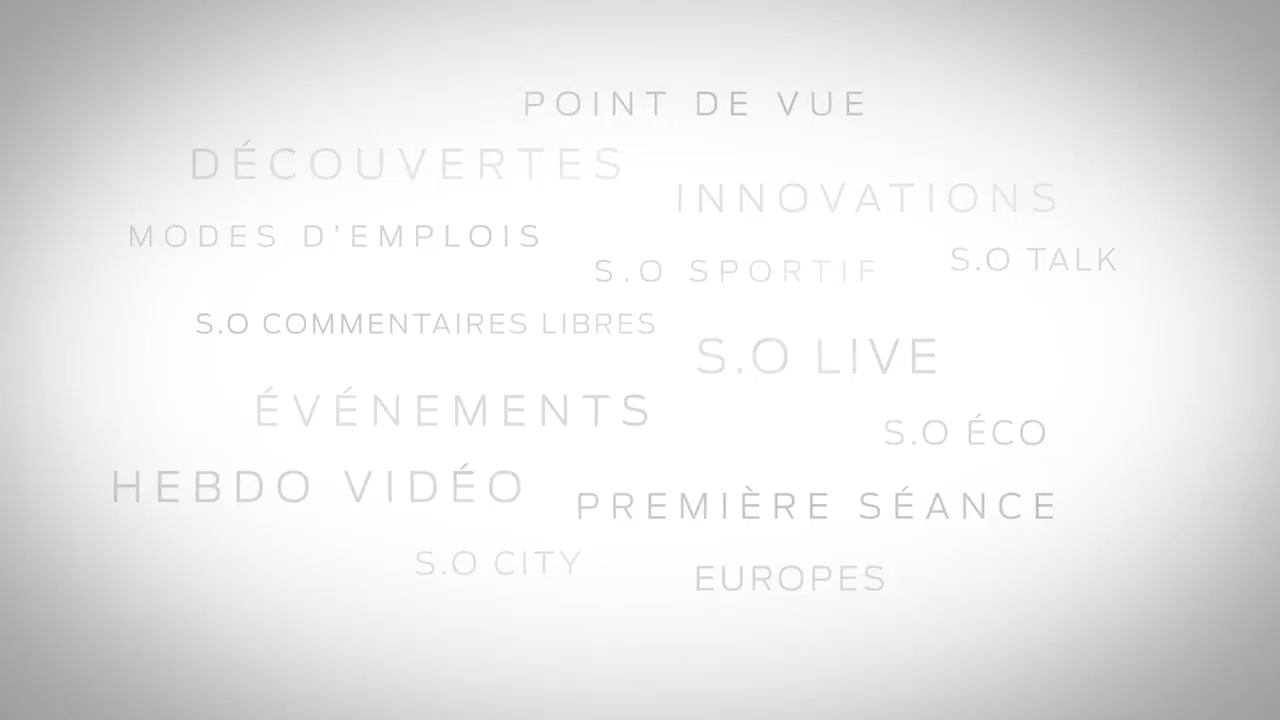 POINT DE VUE
DÉCOUVERTES
INNOVATIONS
MODES D'EMPLOIS
S.O TALK
S.O SPORTIF
S.O COMMENTAIRES LIBRES
S.O LIVE
ÉVÉNEMENTS
S.O ÉCO
HEBDO VIDÉO
PREMIÈRE SÉANCE
S.O CITY
EUROPES